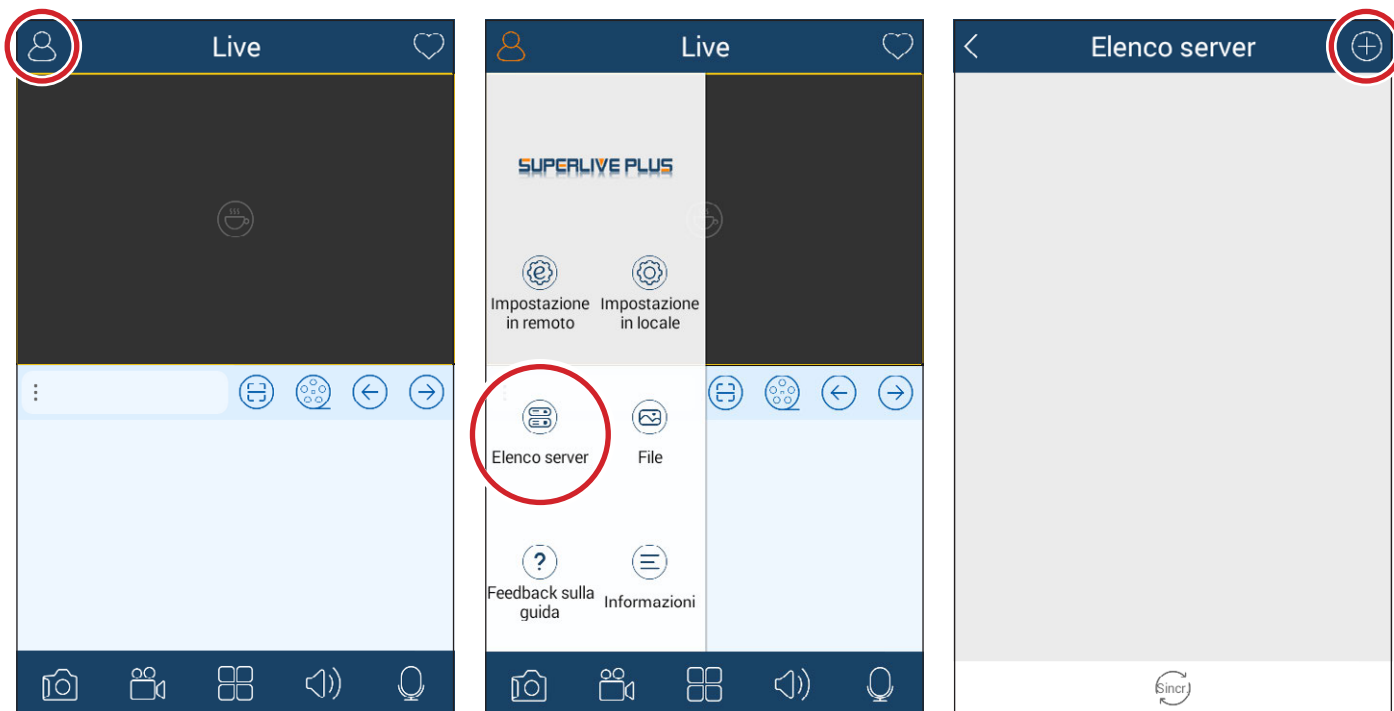 Live
Live
SUPERLIVE PLUS
Impostazione
in remoto
Impostazione
in locale
Elenco server
File
?
Feedback sulla
guida
Informazioni
Elenco server
Sincr.